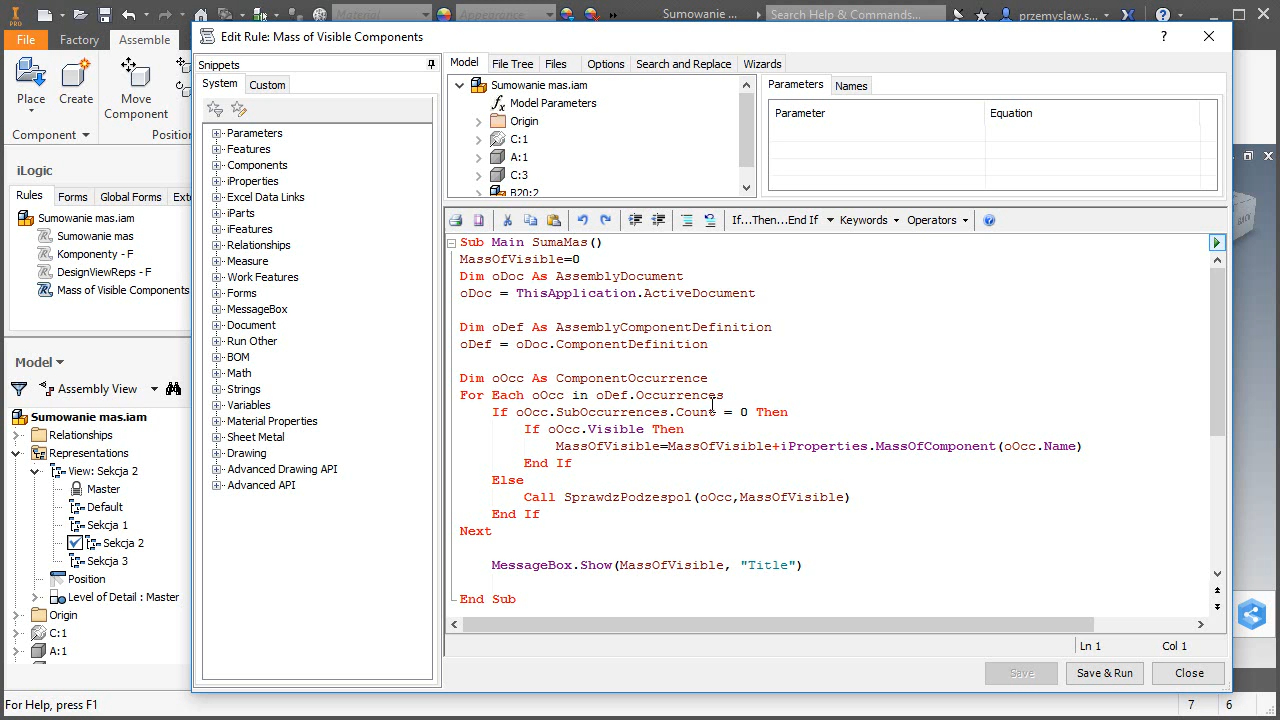 PRO
Material
Appearance
Sumowanie ...
Search Help & Commands...
przemyslaw.s...
File
Factory
Assemble
Place
Create
Move
Component
Component
Position
iLogic
Rules
Forms
Global Forms
Sumowanie mas.iam
Sumowanie mas
Komponenty - F
DesignViewReps - F
Mass of Visible Components
Model
Assembly View
Sumowanie mas.iam
Relationships
Representations
View: Sekcja 2
Master
Default
Sekcja 1
Sekcja 2
Sekcja 3
Position
Level of Detail : Master
Origin
C:1
A:1
For Help, press F1
7 6
BACK
Edit Rule: Mass of Visible Components
Snippets
System Custom
Parameters
Features
Components
iProperties
Excel Data Links
iParts
iFeatures
Relationships
Measure
Work Features
Forms
MessageBox
Document
Run Other
BOM
Math
Strings
Variables
Material Properties
Sheet Metal
Drawing
Advanced Drawing API
Advanced API
Model File Tree Files Options Search and Replace Wizards
Sumowanie mas.iam
Model Parameters
Origin
C:1
A:1
C:3
B20:2
Parameters Names
Parameter Equation
If...Then...End If Keywords Operators
Sub Main SumaMas()
MassOfVisible=0
Dim oDoc As AssemblyDocument
oDoc = ThisApplication.ActiveDocument
Dim oDef As AssemblyComponentDefinition
oDef = oDoc.ComponentDefinition
Dim oOcc As ComponentOccurrence
For Each oOcc in oDef.Occurrences
If oOcc.SubOccurrences.Count = 0 Then
If oOcc.Visible Then
MassOfVisible=MassOfVisible+iProperties.MassOfComponent(oOcc.Name)
End If
Else
Call SprawdzPodzespol(oOcc,MassOfVisible)
End If
Next
MessageBox.Show(MassOfVisible, "Title")
End Sub
Ln 1 Col 1
Save Save & Run Close